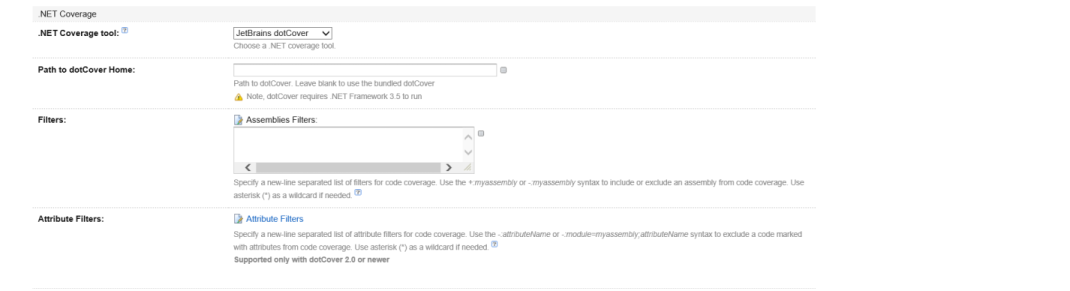 .NET Coverage
.NET Coverage tool:
JetBrains dotCover
Choose a .NET coverage tool.
Path to dotCover Home:
Path to dotCover. Leave blank to use the bundled dotCover
Note, dotCover requires .NET Framework 3.5 to run
Filters:
Assemblies Filters:
Specify a new-line separated list of filters for code coverage. Use the +:myassembly or -:myassembly syntax to include or exclude an assembly from code coverage. Use
asterisk (*) as a wildcard if needed.
Attribute Filters:
Attribute Filters
Specify a new-line separated list of attribute filters for code coverage. Use the -:attributeName or -:module=myassembly;attributeName syntax to exclude a code marked
with attributes from code coverage. Use asterisk (*) as a wildcard if needed.
Supported only with dotCover 2.0 or newer